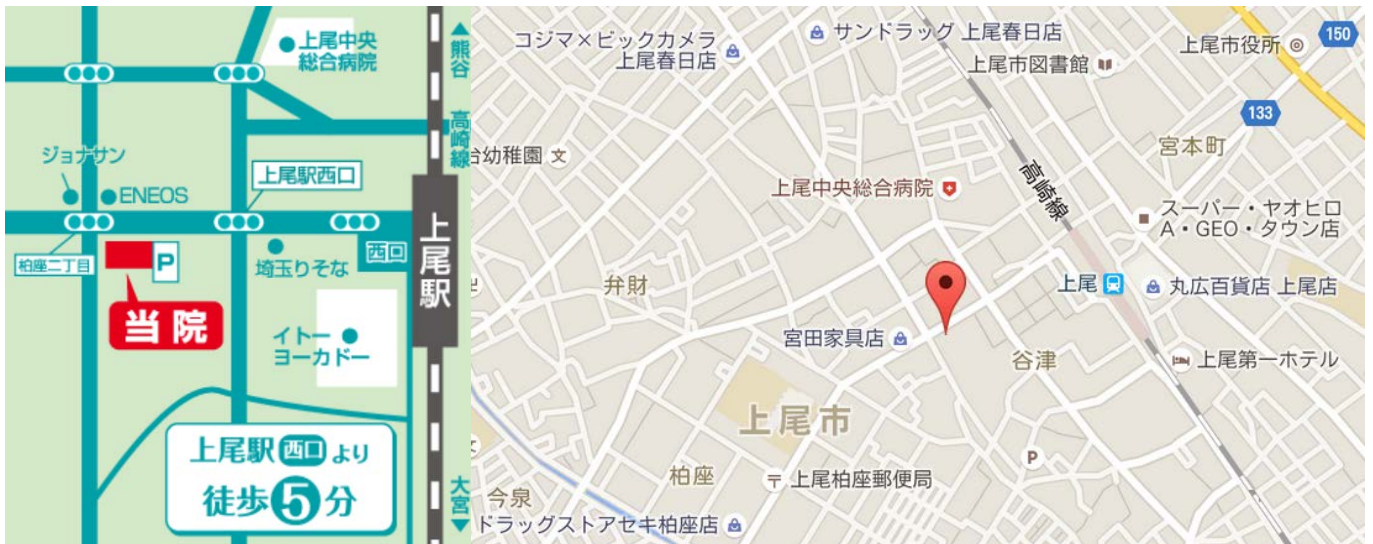 上尾中央
総合病院
▲熊谷
高崎線
ジョナサン
ENEOS
上尾駅西口
柏座二丁目
P
埼玉りそな
西口
上尾駅
当院
イトー
ヨーカドー
上尾駅西口より
徒歩5分
大宮▼
コジマ×ビックカメラ
上尾春日店
サンドラッグ 上尾春日店
上尾市図書館
上尾市役所
150
133
宮本町
台幼稚園
文
上尾中央総合病院
高崎線
スーパー・ヤオヒロ
A・GEO・タウン店
弁財
上尾
丸広百貨店 上尾店
宮田家具店
谷津
上尾第一ホテル
上尾市
P
柏座
〒 上尾柏座郵便局
今泉
ドラッグストアセキ柏座店